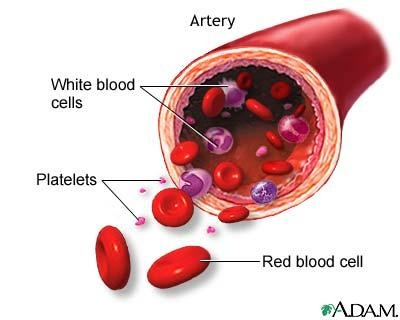 Artery
White blood
cells
Platelets
Red blood cell
A.D.A.M.